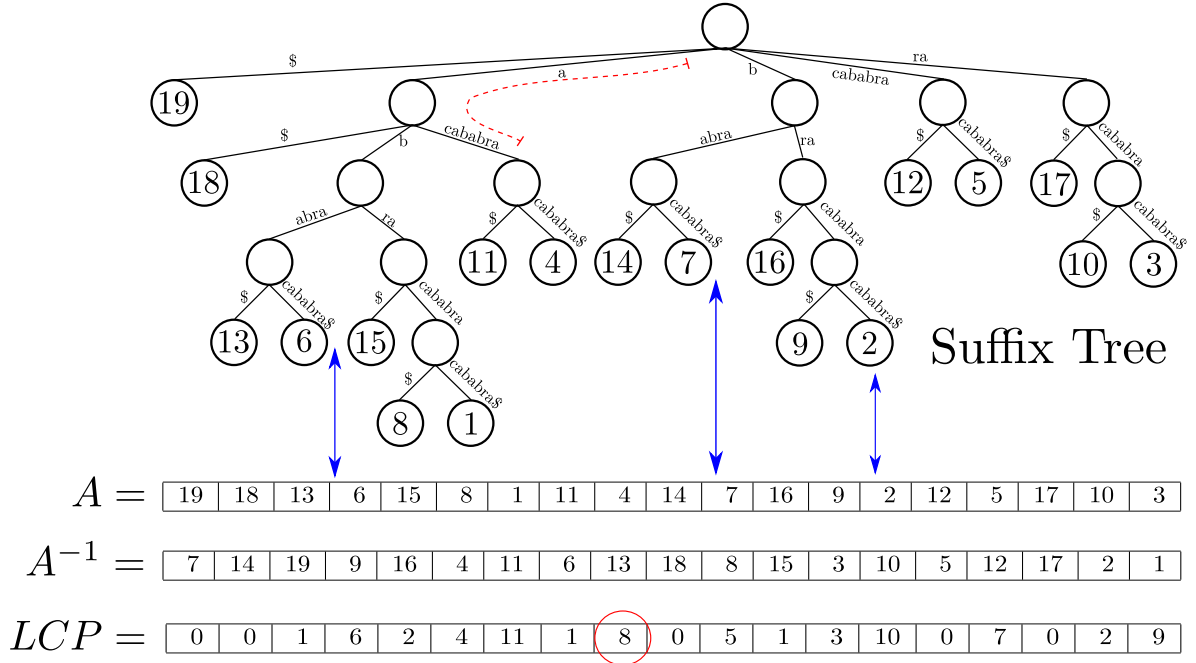 $ a b cababra ra
19
$ b cababra abra ra $ cababra$ $ cababra
18 12 5 17
abra ra $ cababra$ $ cababra$ $ cababra $ cababra$
11 4 14 7 16 10 3
$ cababra$ $ cababra $ cababra$
13 6 15 9 2 Suffix Tree
$ cababra$
8 1
A = 19 18 13 6 15 8 1 11 4 14 7 16 9 2 12 5 17 10 3
A−1 = 7 14 19 9 16 4 11 6 13 18 8 15 3 10 5 12 17 2 1
LCP = 0 0 1 6 2 4 11 1 8 0 5 1 3 10 0 7 0 2 9